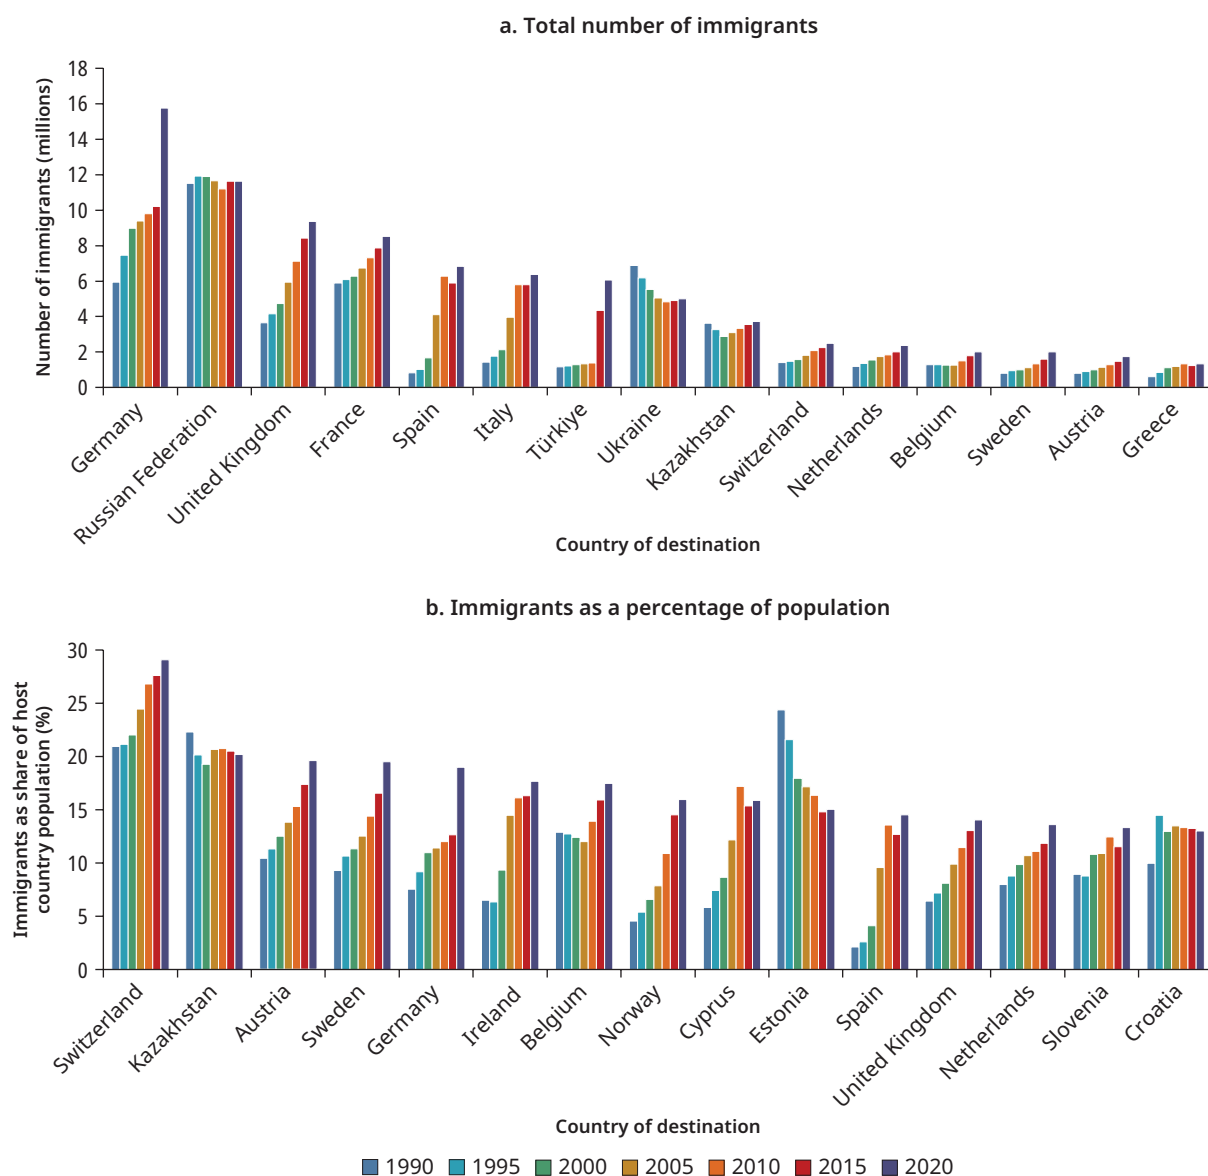 a. Total number of immigrants
Number of immigrants (millions)
18
16
14
12
10
8
6
4
2
0
Germany
Russian Federation
United Kingdom
France
Spain
Italy
Türkiye
Ukraine
Kazakhstan
Switzerland
Netherlands
Belgium
Sweden
Austria
Greece
Country of destination
b. Immigrants as a percentage of population
Immigrants as share of host
country population (%)
30
25
20
15
10
5
0
Switzerland
Kazakhstan
Austria
Sweden
Germany
Ireland
Belgium
Norway
Cyprus
Estonia
Spain
United Kingdom
Netherlands
Slovenia
Croatia
Country of destination
1990 1995 2000 2005 2010 2015 2020